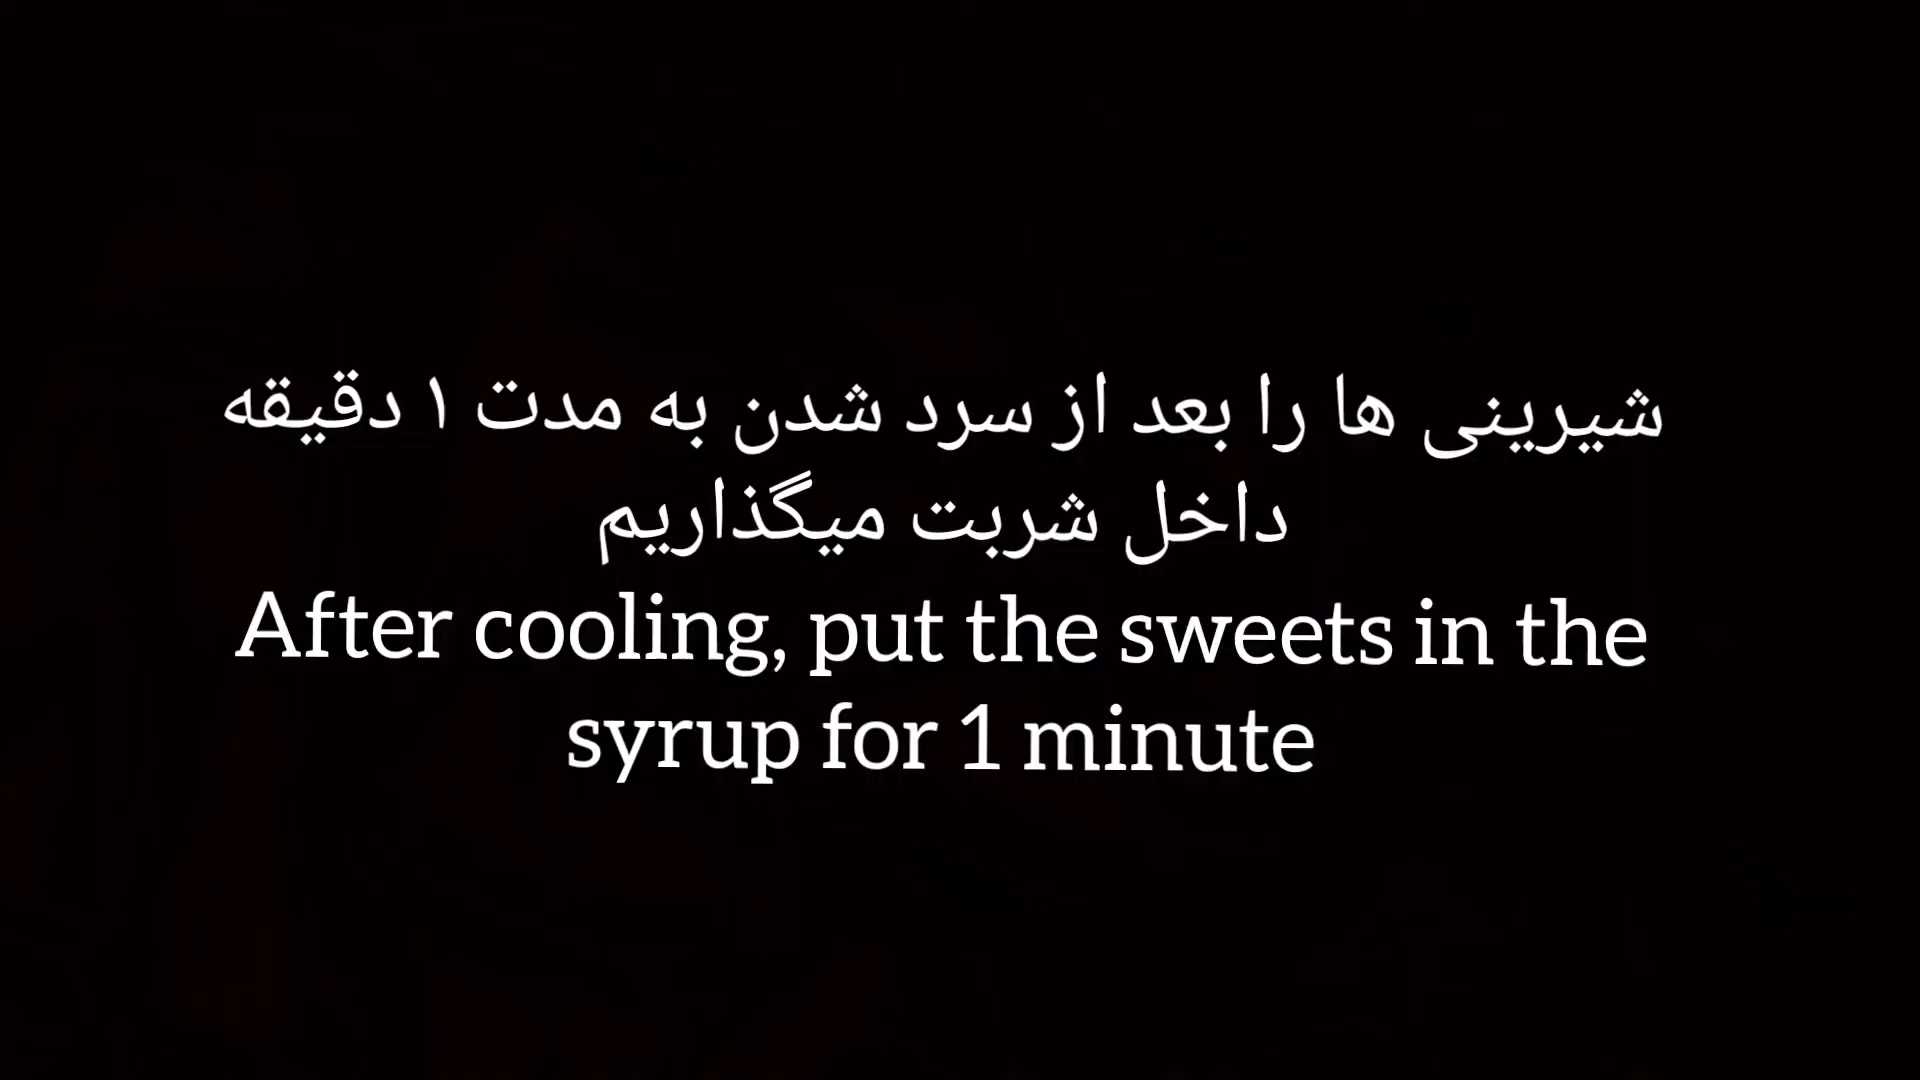 شیرینی ها را بعد از سرد شدن به مدت ۱ دقیقه
داخل شربت میگذاریم
After cooling, put the sweets in the
syrup for 1 minute